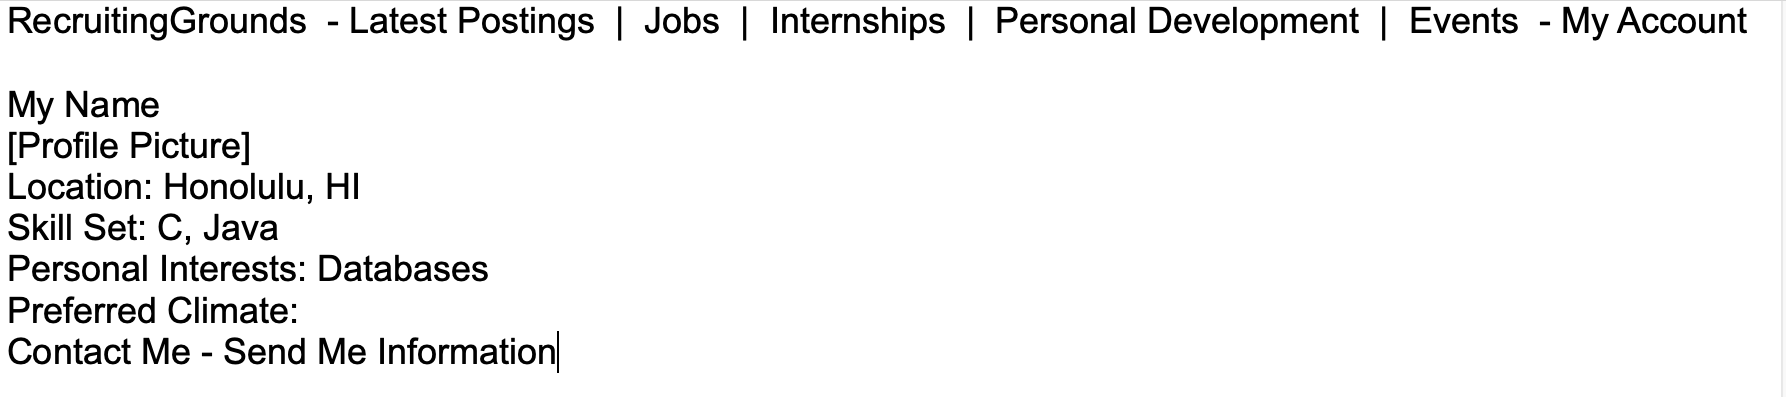 RecruitingGrounds - Latest Postings | Jobs | Internships | Personal Development | Events - My Account
My Name
[Profile Picture]
Location: Honolulu, HI
Skill Set: C, Java
Personal Interests: Databases
Preferred Climate:
Contact Me - Send Me Information